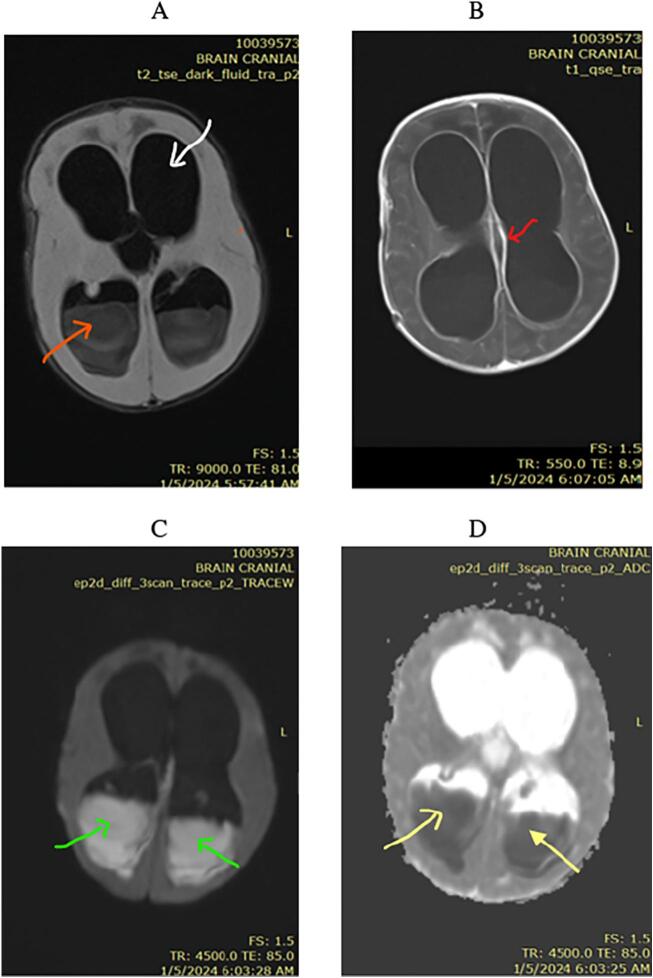 A
10039573
BRAIN CRANIAL
t2_tse_dark_fluid_tra_p2
L
FS: 1.5
TR: 9000.0 TE: 81.0
1/5/2024 5:57:41 AM
B
10039573
BRAIN CRANIAL
t1_qse_tra
L
FS: 1.5
TR: 550.0 TE: 8.9
1/5/2024 6:07:05 AM
C
10039573
BRAIN CRANIAL
ep2d_diff_3scan_trace_p2_TRACEW
L
FS: 1.5
TR: 4500.0 TE: 85.0
1/5/2024 6:03:28 AM
D
BRAIN CRANIAL
ep2d_diff_3scan_trace_p2_ADC
L
FS: 1.5
TR: 4500.0 TE: 85.0
1/5/2024 6:03:25 AM